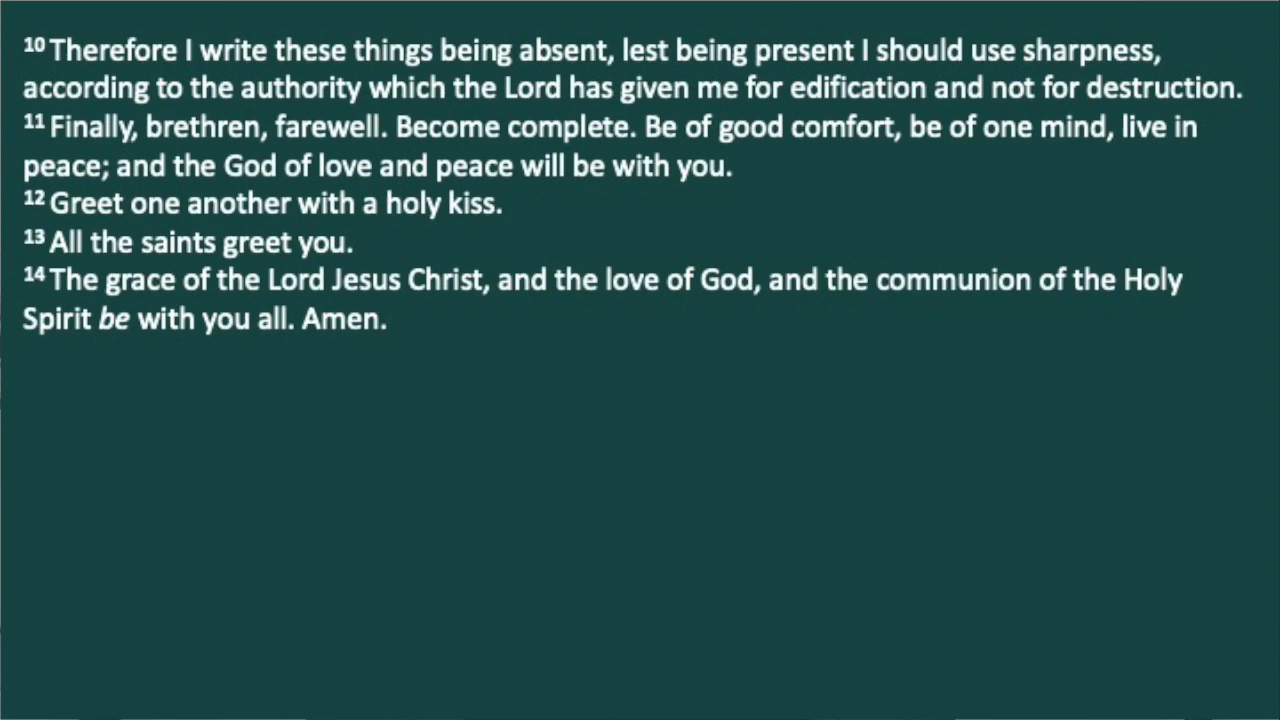 10 Therefore I write these things being absent, lest being present I should use sharpness,
according to the authority which the Lord has given me for edification and not for destruction.
11 Finally, brethren, farewell. Become complete. Be of good comfort, be of one mind, live in
peace; and the God of love and peace will be with you.
12 Greet one another with a holy kiss.
13 All the saints greet you.
14 The grace of the Lord Jesus Christ, and the love of God, and the communion of the Holy
Spirit be with you all. Amen.